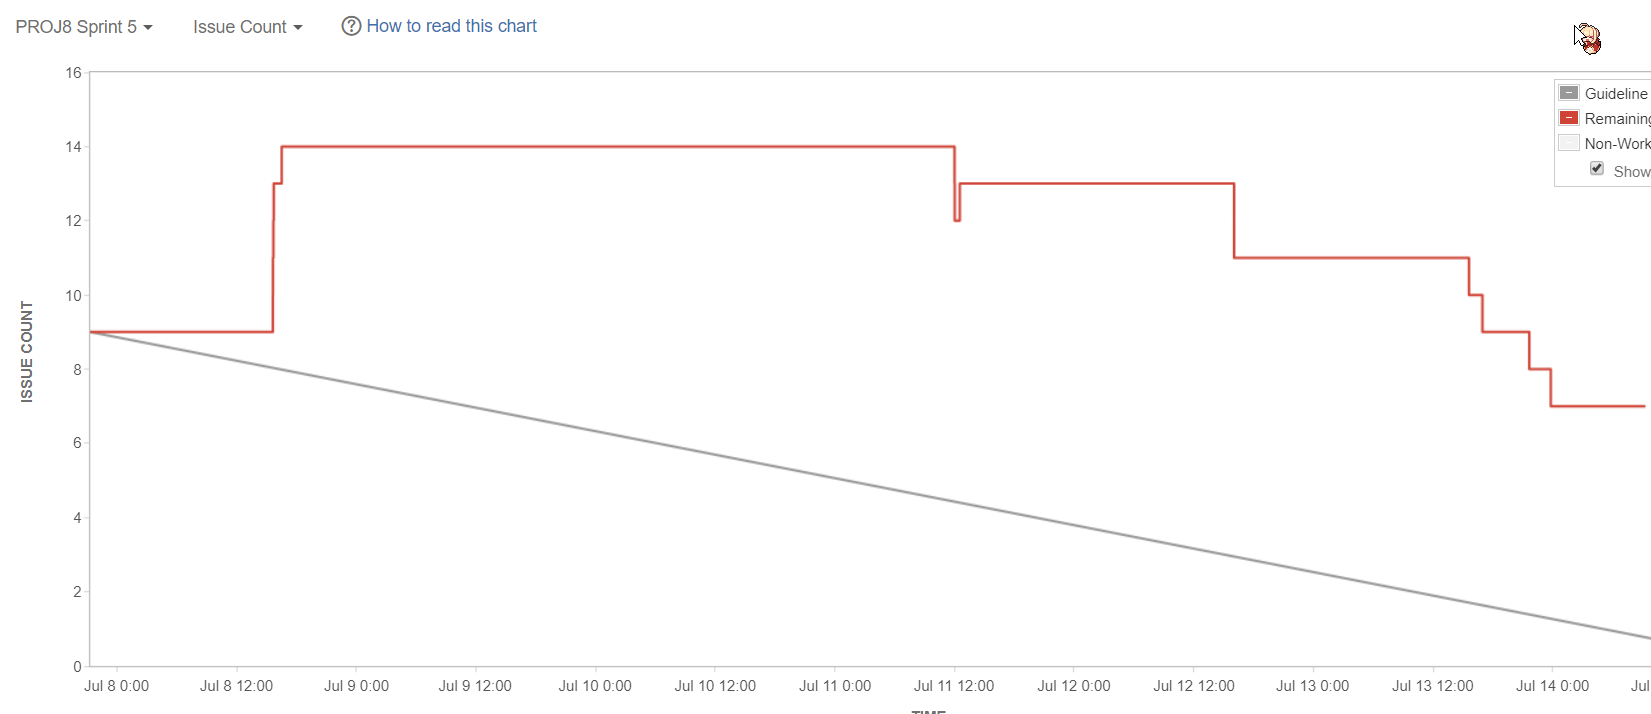 PROJ8 Sprint 5 Issue Count How to read this chart
16
14
12
10
8
6
4
2
0
ISSUE COUNT
Guideline
Remaining
Non-Work
Show
Jul 8 0:00 Jul 8 12:00 Jul 9 0:00 Jul 9 12:00 Jul 10 0:00 Jul 10 12:00 Jul 11 0:00 Jul 11 12:00 Jul 12 0:00 Jul 12 12:00 Jul 13 0:00 Jul 13 12:00 Jul 14 0:00
TIME